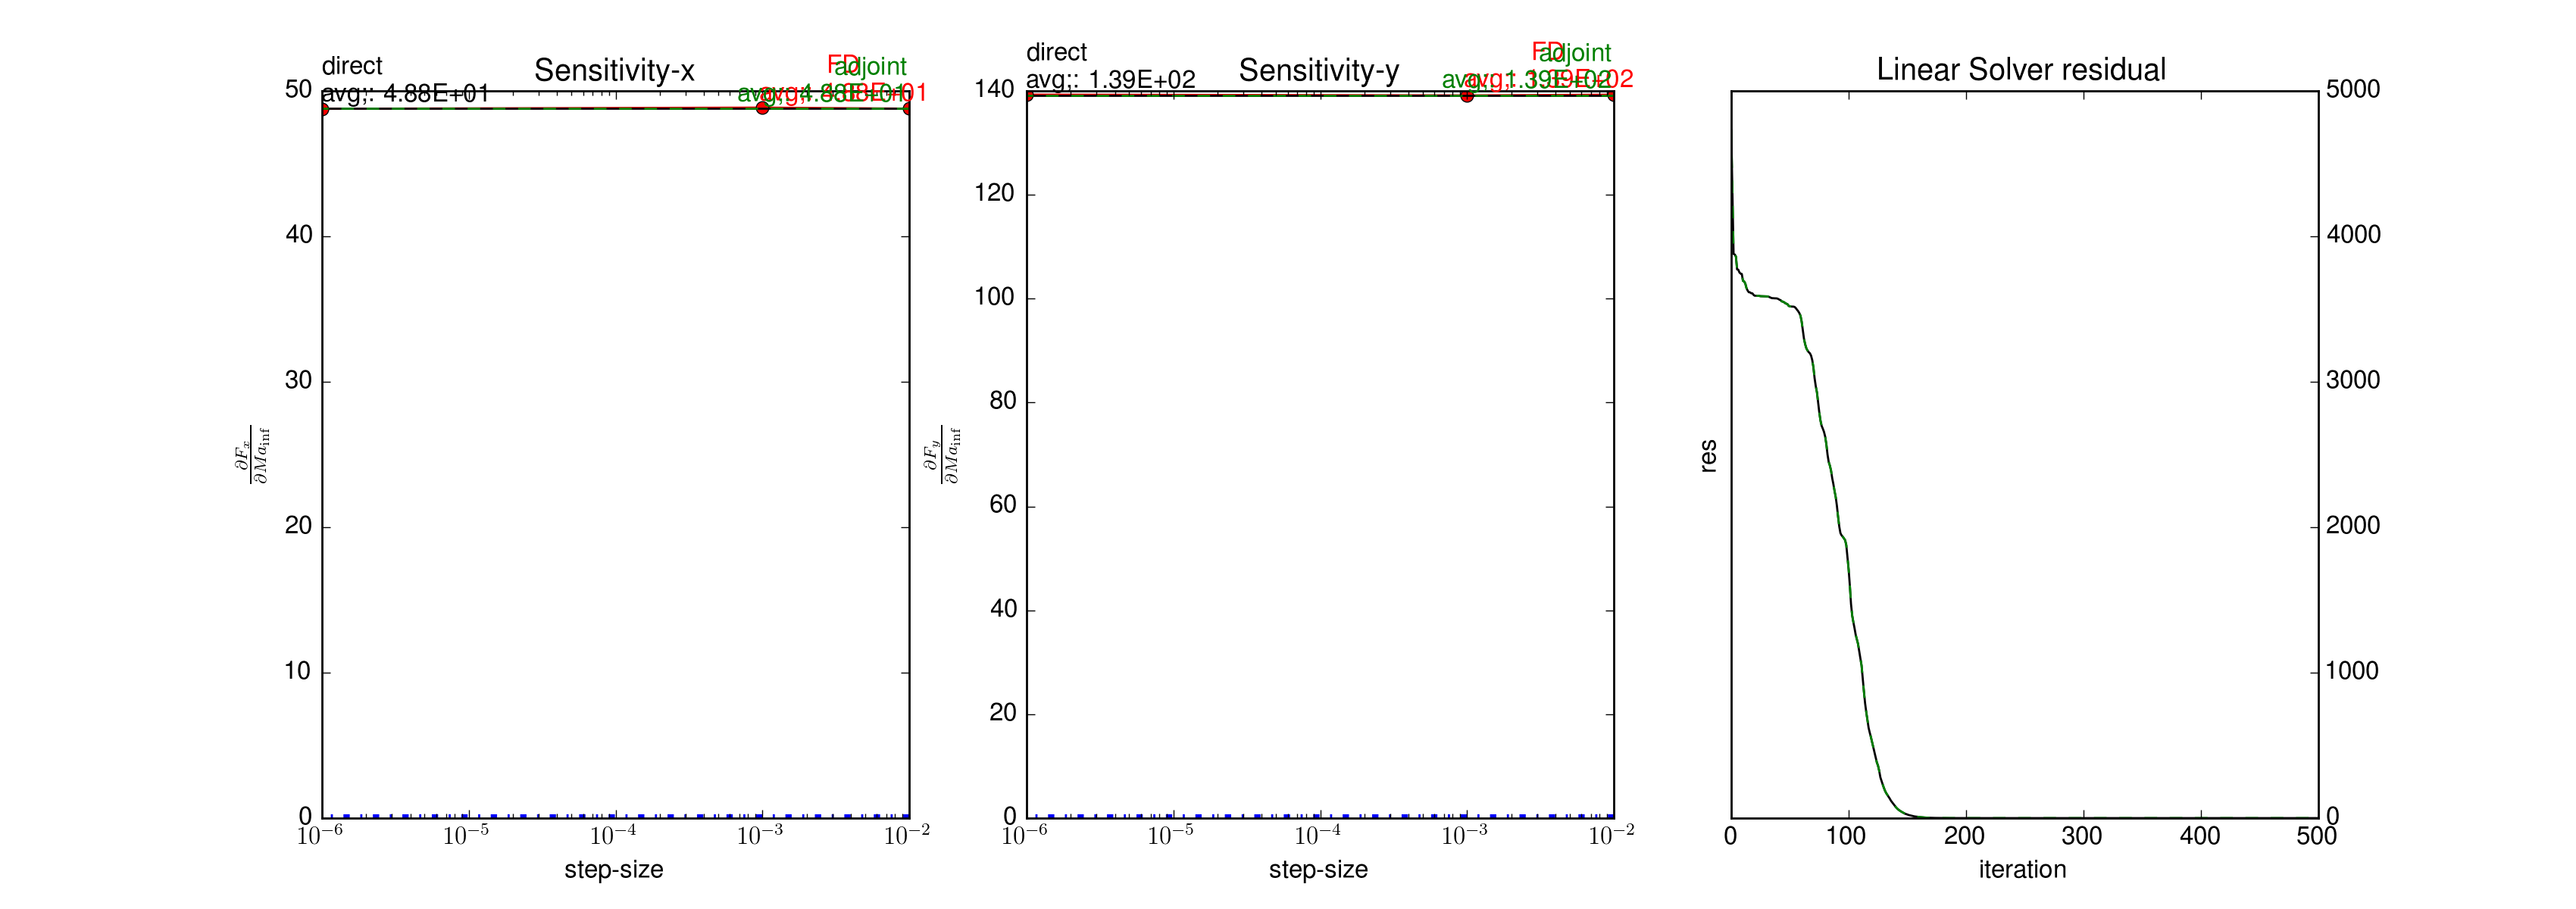 direct
Sensitivity-x
FD
adjoint
avg;: 4.88E+01
50
40
30
20
10
0
10⁻⁶
10⁻⁵
10⁻⁴
10⁻³
10⁻²
step-size
∂Fₓ
∂Ma_inf
direct
Sensitivity-y
FD
adjoint
avg;: 1.39E+02
140
120
100
80
60
40
20
0
10⁻⁶
10⁻⁵
10⁻⁴
10⁻³
10⁻²
step-size
∂F_y
∂Ma_inf
Linear Solver residual
5000
4000
3000
2000
1000
0
res
0 100 200 300 400 500
iteration